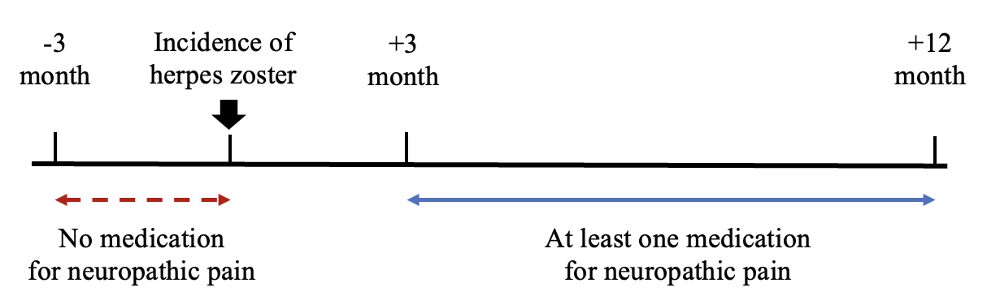 -3
month
Incidence of
herpes zoster
+3
month
+12
month
No medication
for neuropathic pain
At least one medication
for neuropathic pain